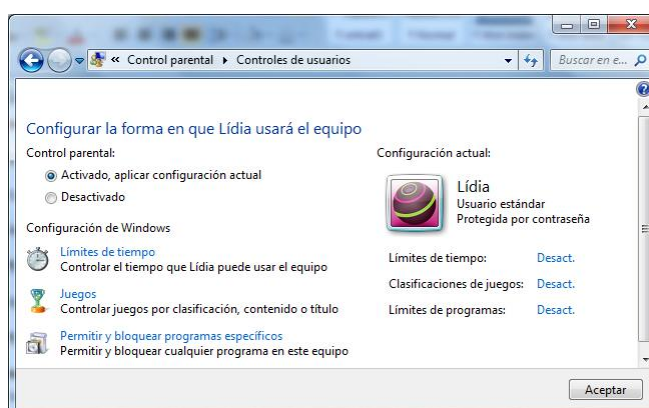 « Control parental ▸ Controles de usuarios
Buscar en e...
Configurar la forma en que Lídia usará el equipo
Control parental:
Activado, aplicar configuración actual
Desactivado
Configuración de Windows
Límites de tiempo
Controlar el tiempo que Lídia puede usar el equipo
Juegos
Controlar juegos por clasificación, contenido o título
Permitir y bloquear programas específicos
Permitir y bloquear cualquier programa en este equipo
Configuración actual:
Lídia
Usuario estándar
Protegida por contraseña
Límites de tiempo: Desact.
Clasificaciones de juegos: Desact.
Límites de programas: Desact.
Aceptar